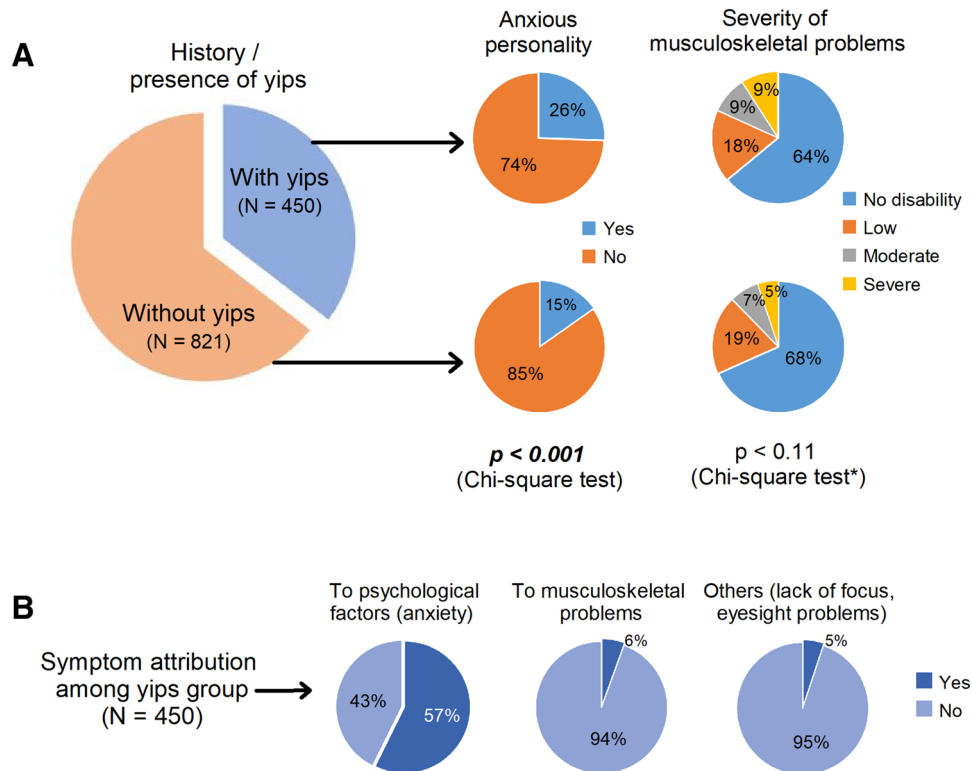 A
History /
presence of yips
With yips
(N = 450)
Without yips
(N = 821)
Anxious
personality
26%
74%
Yes
No
15%
85%
p < 0.001
(Chi-square test)
Severity of
musculoskeletal problems
9%
9%
18%
64%
No disability
Low
Moderate
Severe
5%
7%
19%
68%
p < 0.11
(Chi-square test*)
B
Symptom attribution
among yips group
(N = 450)
To psychological
factors (anxiety)
43%
57%
To musculoskeletal
problems
6%
94%
Others (lack of focus,
eyesight problems)
5%
95%
Yes
No